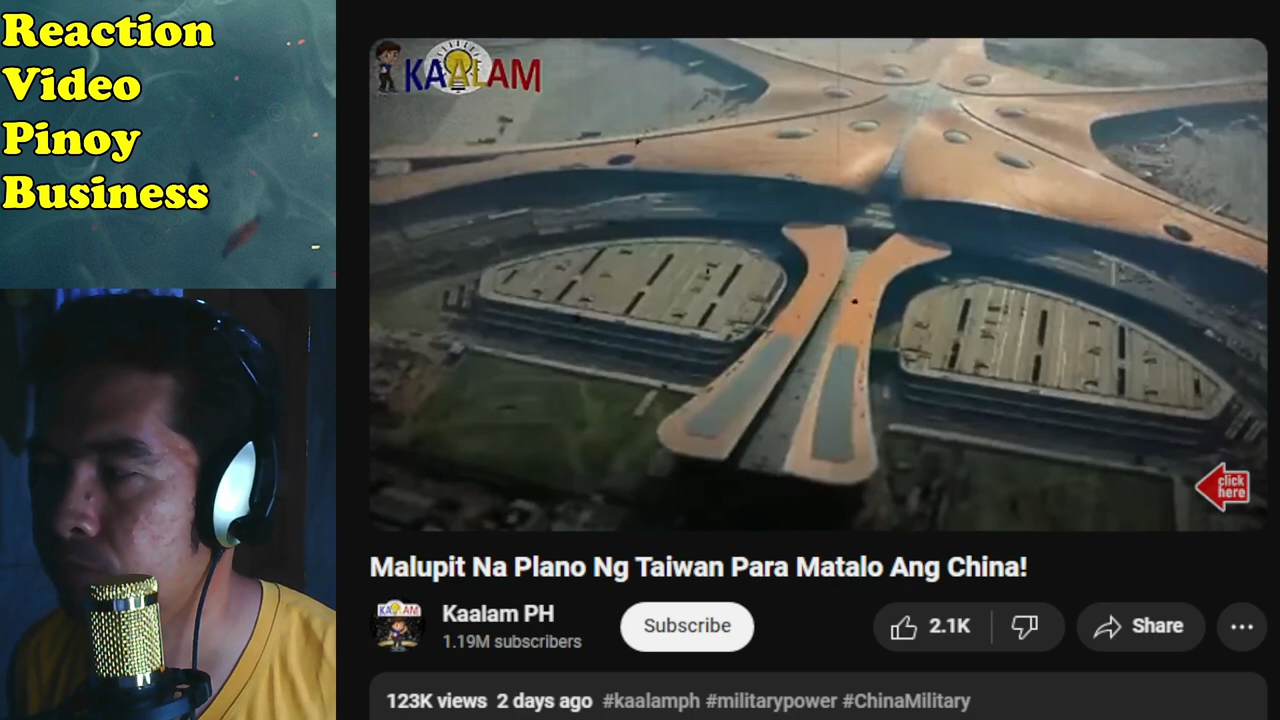 Reaction
Video
Pinoy
Business
KAALAM
click
here
Malupit Na Plano Ng Taiwan Para Matalo Ang China!
KAALAM
Kaalam PH
1.19M subscribers
Subscribe
2.1K
Share
123K views 2 days ago #kaalamph #militarypower #ChinaMilitary